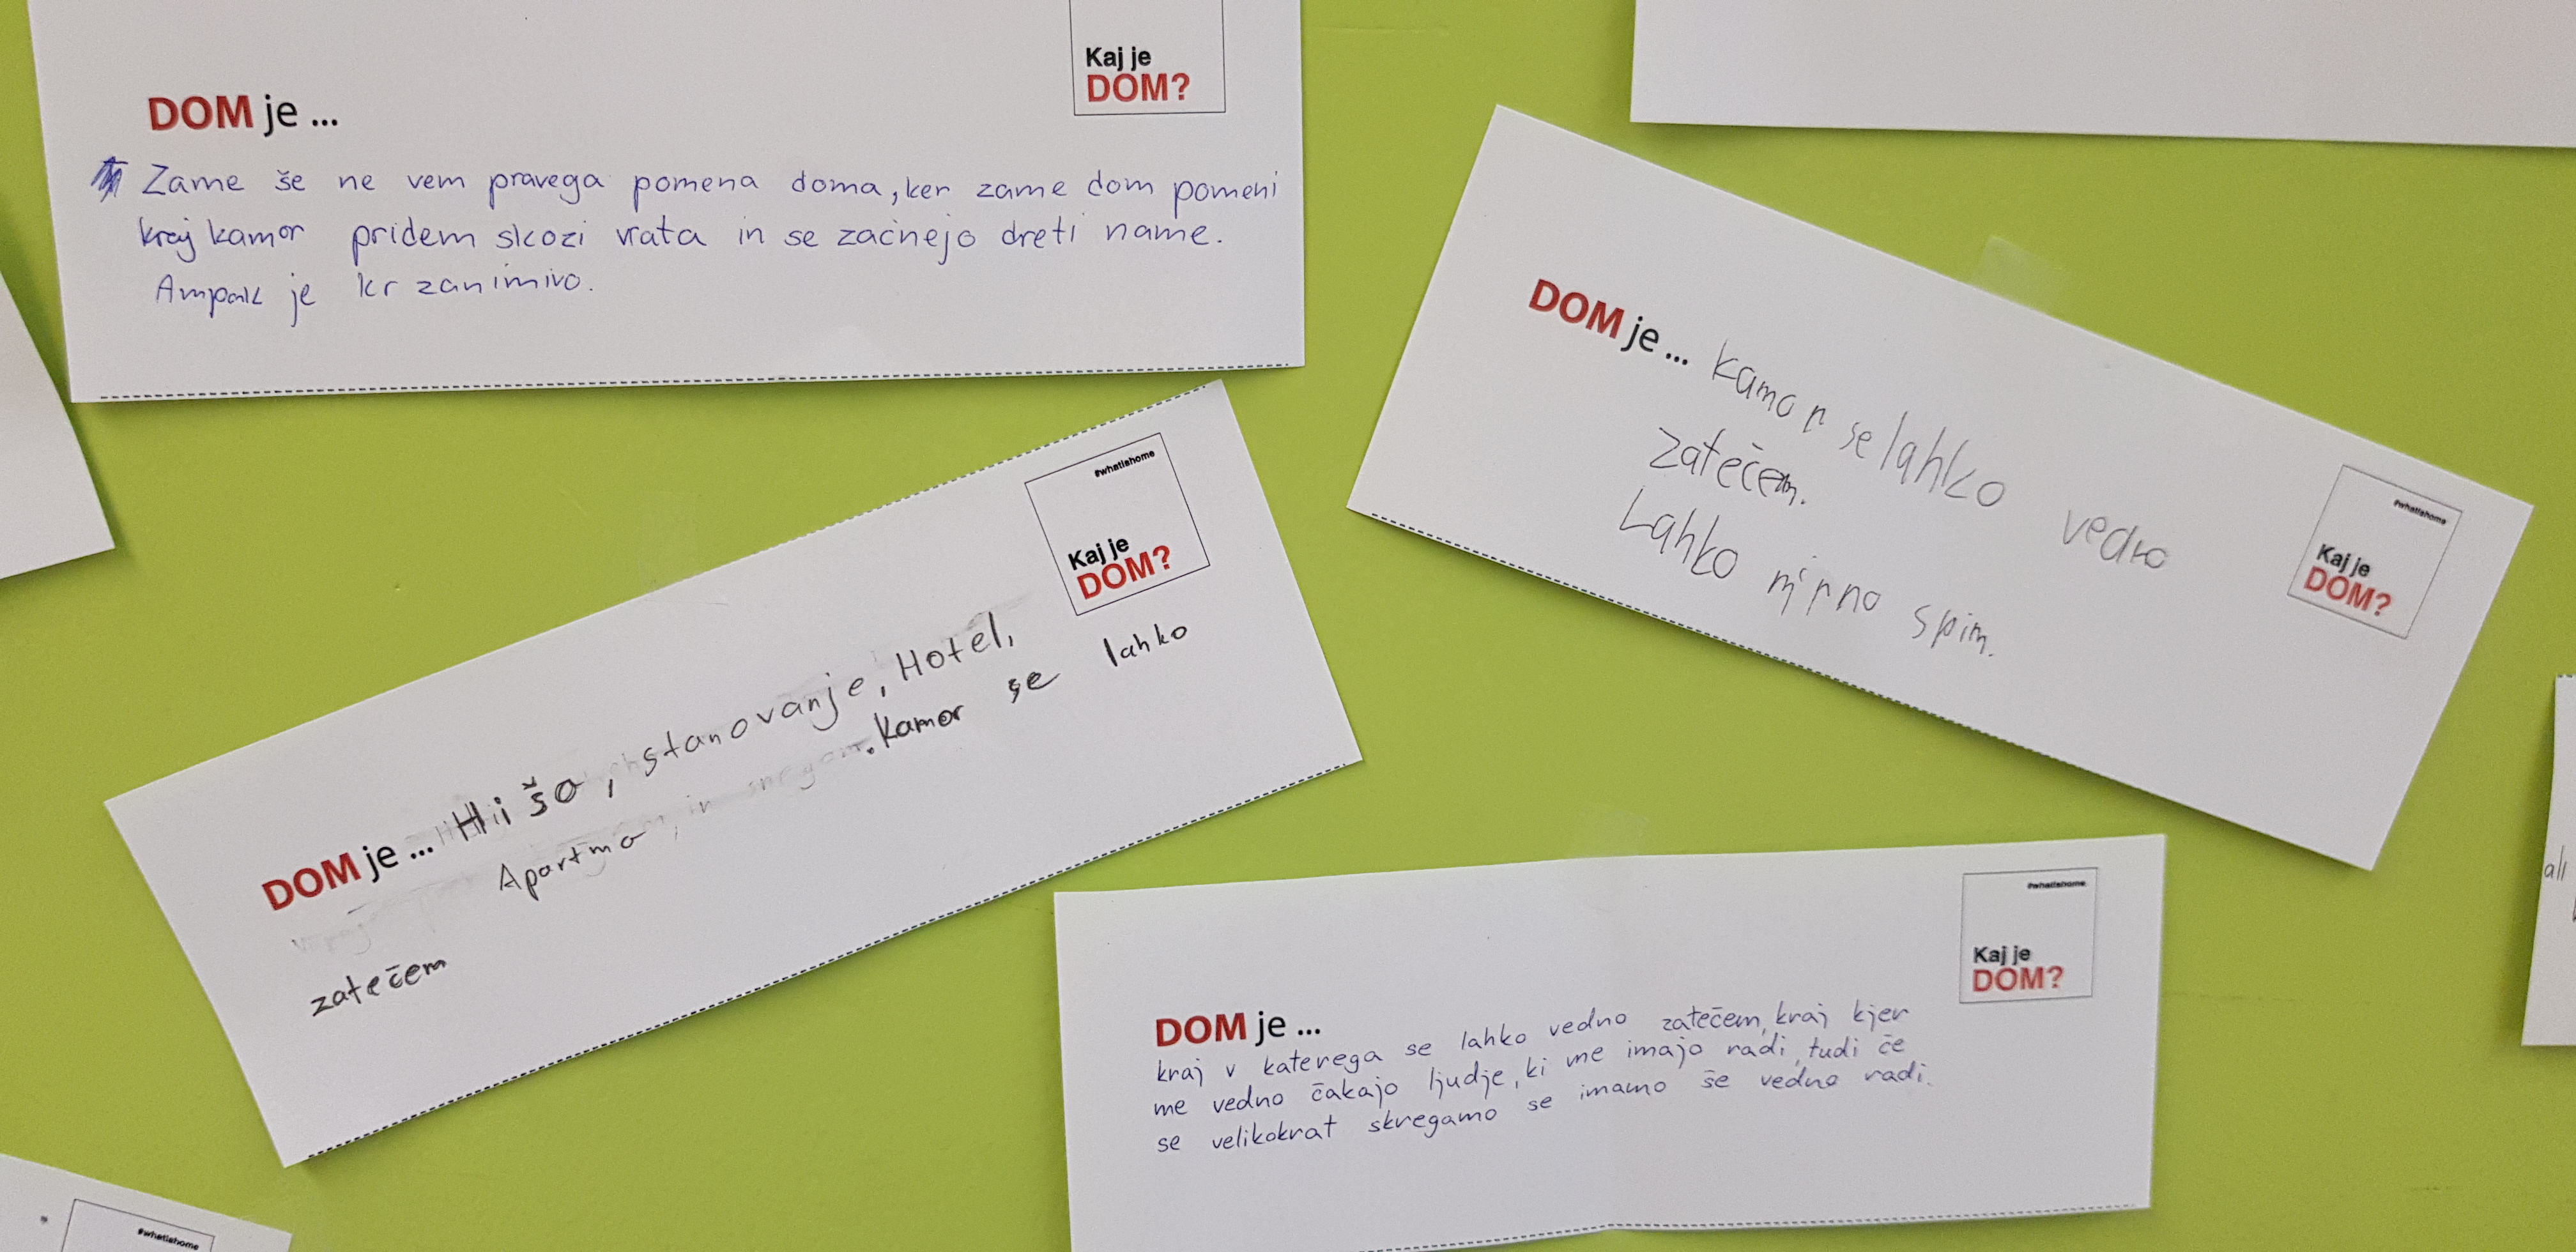 Kaj je
DOM?
DOM je ...
Zame še ne vem pravega pomena doma, ker zame dom pomeni
kraj kamor pridem skozi vrata in se začnejo dreti name.
Ampak je kr zanimivo.
DOM je ... kamor se lahko vedno
zatečem.
Lahko mirno spim.
#whatishome
Kaj je
DOM?
#whatishome
Kaj je
DOM?
DOM je ... Hiša, stanovanje, Hotel,
Apartma, in .kamor se lahko
zatečem
#whatishome
Kaj je
DOM?
DOM je ...
kraj v katerega se lahko vedno zatečem, kraj kjer
me vedno čakajo ljudje, ki me imajo radi, tudi če
se velikokrat skregamo se imamo še vedno radi.
#whatishome
ali